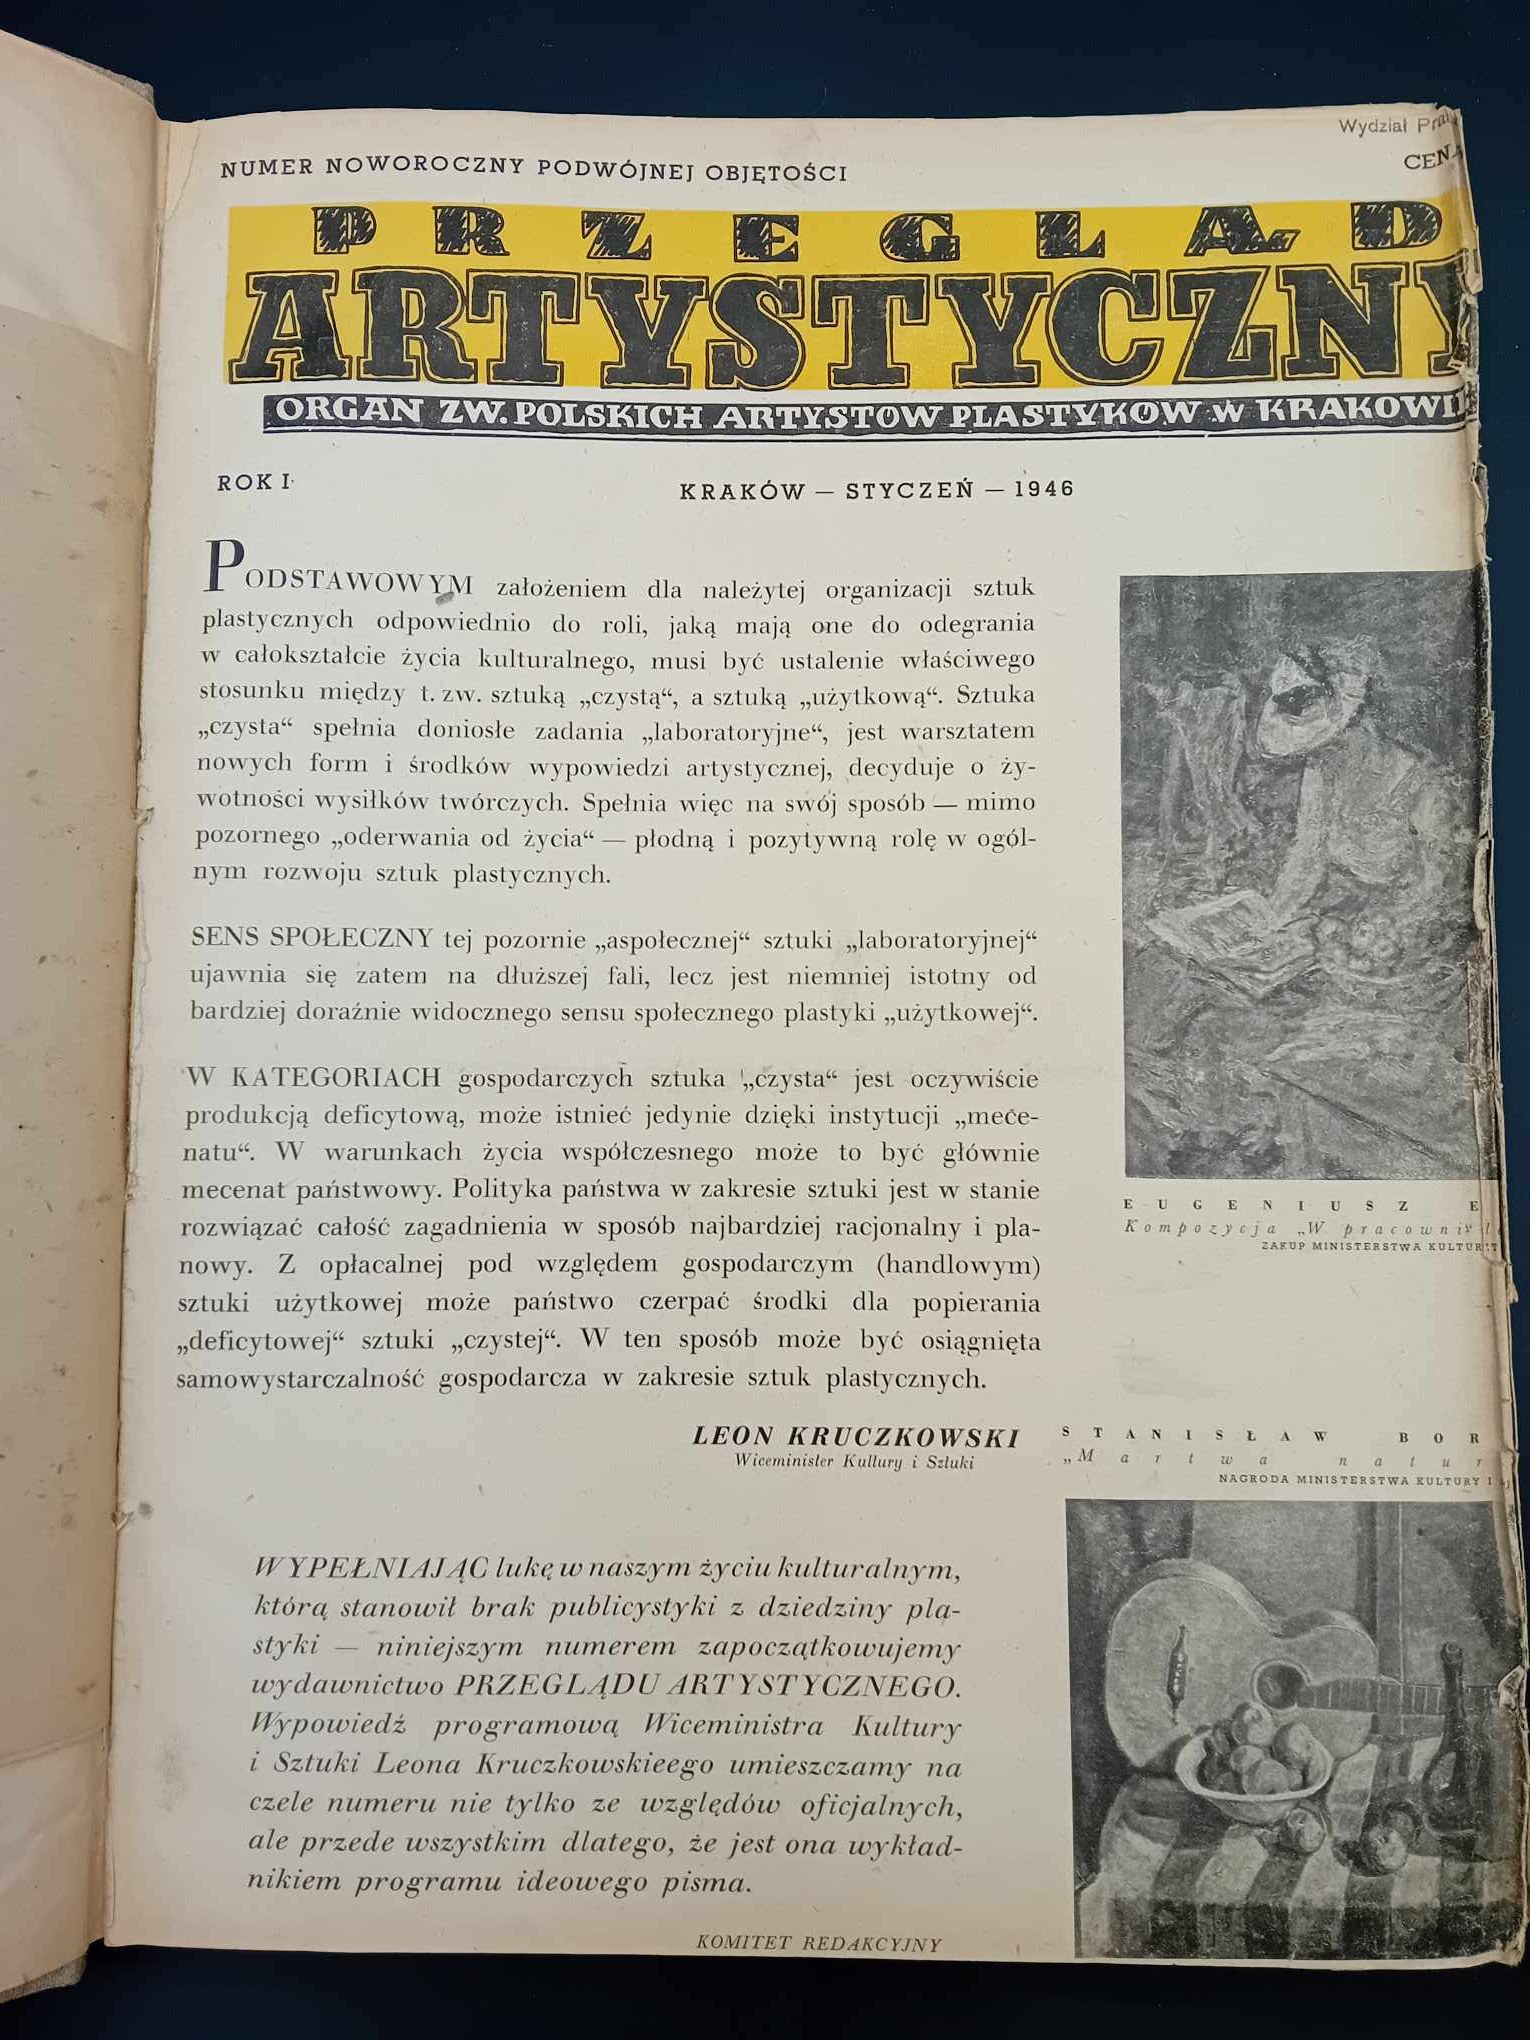 Wydział
CENA
NUMER NOWOROCZNY PODWÓJNEJ OBJĘTOŚCI
PRZEGLĄD
ARTYSTYCZNY
ORGAN ZW. POLSKICH ARTYSTÓW PLASTYKÓW W KRAKOWIE
ROK I
KRAKÓW — STYCZEŃ — 1946
PODSTAWOWYM założeniem dla należytej organizacji sztuk
plastycznych odpowiednio do roli, jaką mają one do odegrania
w całokształcie życia kulturalnego, musi być ustalenie właściwego
stosunku między t. zw. sztuką „czystą“, a sztuką „użytkową“. Sztuka
„czysta“ spełnia doniosłe zadania „laboratoryjne“, jest warsztatem
nowych form i środków wypowiedzi artystycznej, decyduje o ży-
wotności wysiłków twórczych. Spełnia więc na swój sposób — mimo
pozornego „oderwania od życia“ — płodną i pozytywną rolę w ogól-
nym rozwoju sztuk plastycznych.
SENS SPOŁECZNY tej pozornie „aspołecznej“ sztuki „laboratoryjnej“
ujawnia się zatem na dłuższej fali, lecz jest niemniej istotny od
bardziej doraźnie widocznego sensu społecznego plastyki „użytkowej“.
W KATEGORIACH gospodarczych sztuka „czysta“ jest oczywiście
produkcją deficytową, może istnieć jedynie dzięki instytucji „mece-
natu“. W warunkach życia współczesnego może to być głównie
mecenat państwowy. Polityka państwa w zakresie sztuki jest w stanie
rozwiązać całość zagadnienia w sposób najbardziej racjonalny i pla-
nowy. Z opłacalnej pod względem gospodarczym (handlowym)
sztuki użytkowej może państwo czerpać środki dla popierania
„deficytowej“ sztuki „czystej“. W ten sposób może być osiągnięta
samowystarczalność gospodarcza w zakresie sztuk plastycznych.
LEON KRUCZKOWSKI
Wiceminister Kultury i Sztuki
WYPEŁNIAJĄC lukę w naszym życiu kulturalnym,
którą stanowił brak publicystyki z dziedziny pla-
styki — niniejszym numerem zapoczątkowujemy
wydawnictwo PRZEGLĄDU ARTYSTYCZNEGO.
Wypowiedź programową Wiceministra Kultury
i Sztuki Leona Kruczkowskieego umieszczamy na
czele numeru nie tylko ze względów oficjalnych,
ale przede wszystkim dlatego, że jest ona wykład-
nikiem programu ideowego pisma.
KOMITET REDAKCYJNY
EUGENIUSZ E
Kompozycja „W pracowni
ZAKUP MINISTERSTWA KULTURY
STANISŁAW BOR
„Martwa natur
NAGRODA MINISTERSTWA KULTURY I